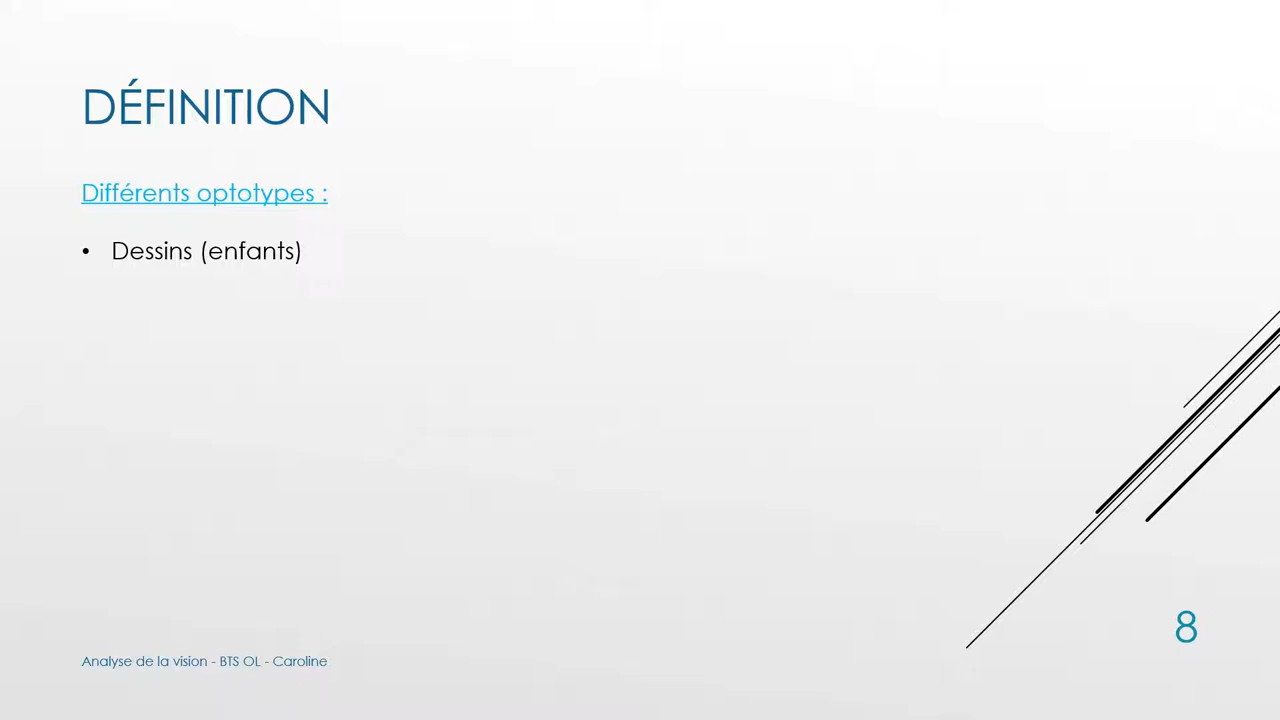 DÉFINITION
Différents optotypes :
• Dessins (enfants)
8
Analyse de la vision - BTS OL - Caroline